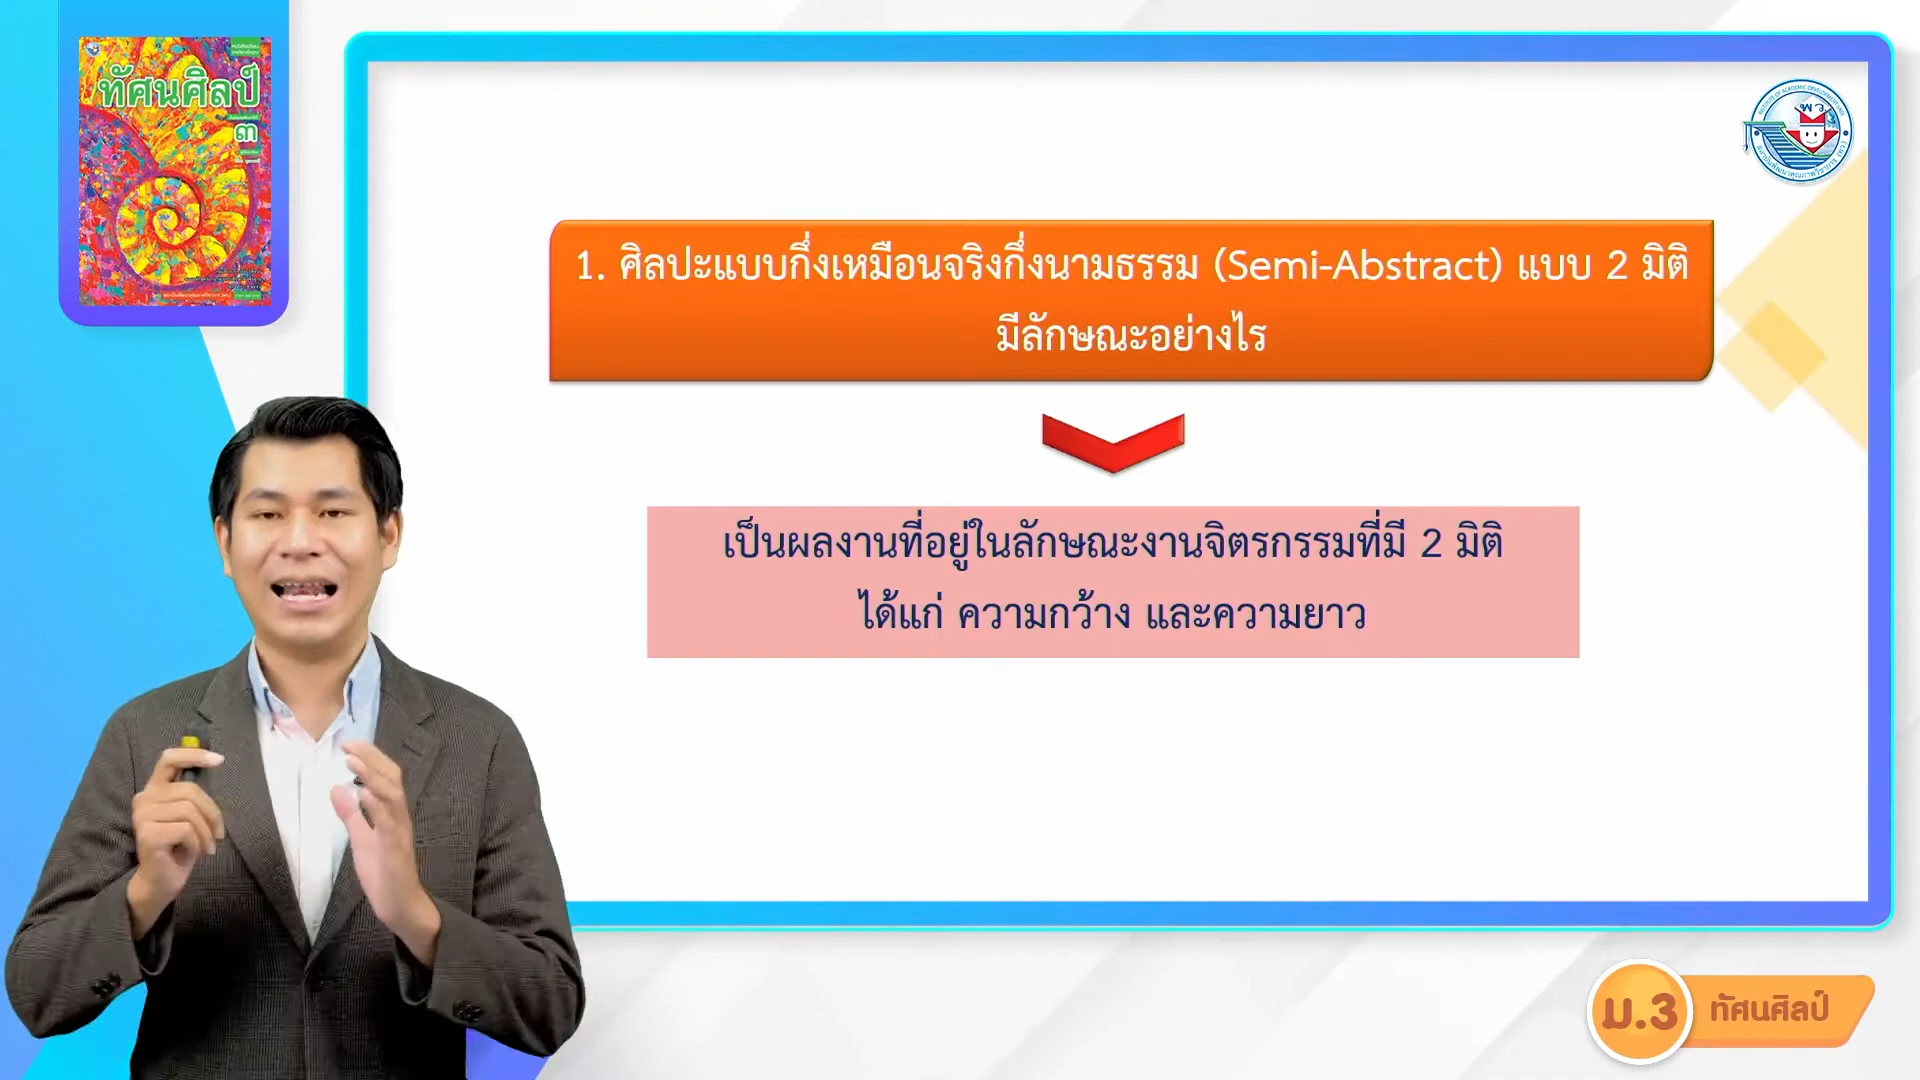 ทัศนศิลป์
๓
พว
1. ศิลปะแบบกึ่งเหมือนจริงกึ่งนามธรรม (Semi-Abstract) แบบ 2 มิติ
มีลักษณะอย่างไร
เป็นผลงานที่อยู่ในลักษณะงานจิตรกรรมที่มี 2 มิติ
ได้แก่ ความกว้าง และความยาว
ม.3
ทัศนศิลป์